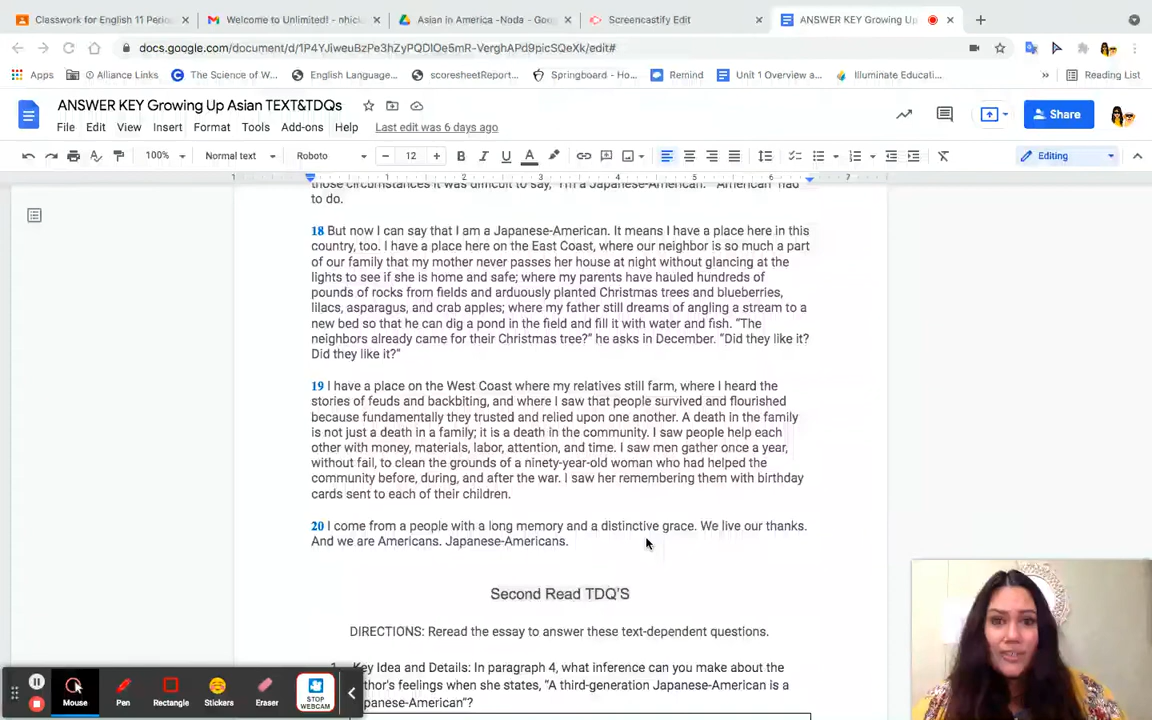 Classwork for English 11 Perio
Welcome to Unlimited! - nhic
Asian in America -Noda - Goo
Screencastify Edit
ANSWER KEY Growing Up
docs.google.com/document/d/1P4YJiweuBzPe3hZyPQDlOe5mR-VerghAPd9picSQeXk/edit#
Apps
Alliance Links
The Science of W...
English Language...
scoresheetReport...
Springboard - Ho...
Remind
Unit 1 Overview a...
Illuminate Educati...
»
Reading List
ANSWER KEY Growing Up Asian TEXT&TDQs
File Edit View Insert Format Tools Add-ons Help Last edit was 6 days ago
Share
100% Normal text Roboto - 12 + B I U A Editing
1 1 2 3 4 5 6 7
those circumstances it was difficult to say, "I'm a Japanese-American." "American" had
to do.
18 But now I can say that I am a Japanese-American. It means I have a place here in this
country, too. I have a place here on the East Coast, where our neighbor is so much a part
of our family that my mother never passes her house at night without glancing at the
lights to see if she is home and safe; where my parents have hauled hundreds of
pounds of rocks from fields and arduously planted Christmas trees and blueberries,
lilacs, asparagus, and crab apples; where my father still dreams of angling a stream to a
new bed so that he can dig a pond in the field and fill it with water and fish. "The
neighbors already came for their Christmas tree?" he asks in December. "Did they like it?
Did they like it?"
19 I have a place on the West Coast where my relatives still farm, where I heard the
stories of feuds and backbiting, and where I saw that people survived and flourished
because fundamentally they trusted and relied upon one another. A death in the family
is not just a death in a family; it is a death in the community. I saw people help each
other with money, materials, labor, attention, and time. I saw men gather once a year,
without fail, to clean the grounds of a ninety-year-old woman who had helped the
community before, during, and after the war. I saw her remembering them with birthday
cards sent to each of their children.
20 I come from a people with a long memory and a distinctive grace. We live our thanks.
And we are Americans. Japanese-Americans.
Second Read TDQ'S
DIRECTIONS: Reread the essay to answer these text-dependent questions.
1. Key Idea and Details: In paragraph 4, what inference can you make about the
thor's feelings when she states, "A third-generation Japanese-American is a
panese-American"?
Mouse
Pen
Rectangle
Stickers
Eraser
STOP
WEBCAM